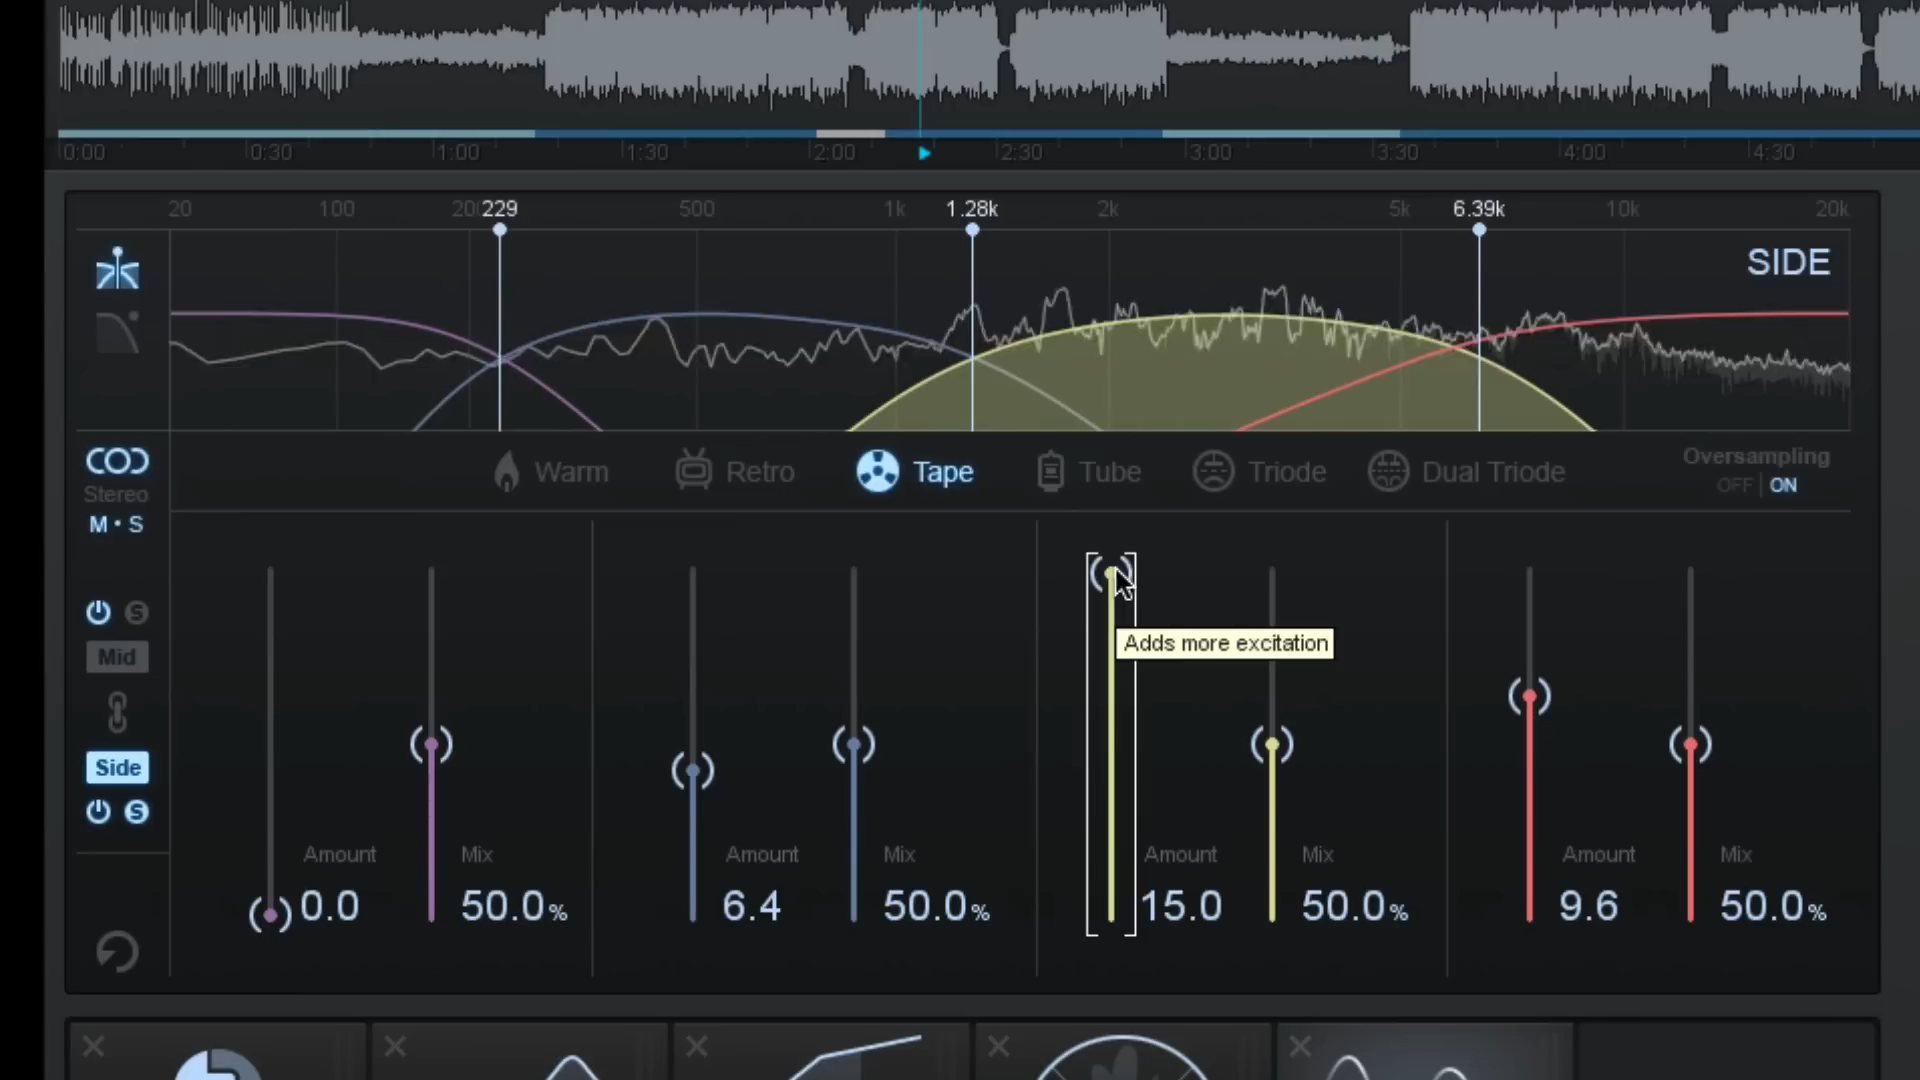 0:00 0:30 1:00 1:30 2:00 2:30 3:00 3:30 4:00 4:30
20 100 229 500 1k 1.28k 2k 5k 6.39k 10k 20k
SIDE
Warm Retro Tape Tube Triode Dual Triode
Oversampling
OFF | ON
Stereo
M • S
S
Mid
Side
S
Adds more excitation
Amount Mix Amount Mix Amount Mix Amount Mix
0.0 50.0% 6.4 50.0% 15.0 50.0% 9.6 50.0%